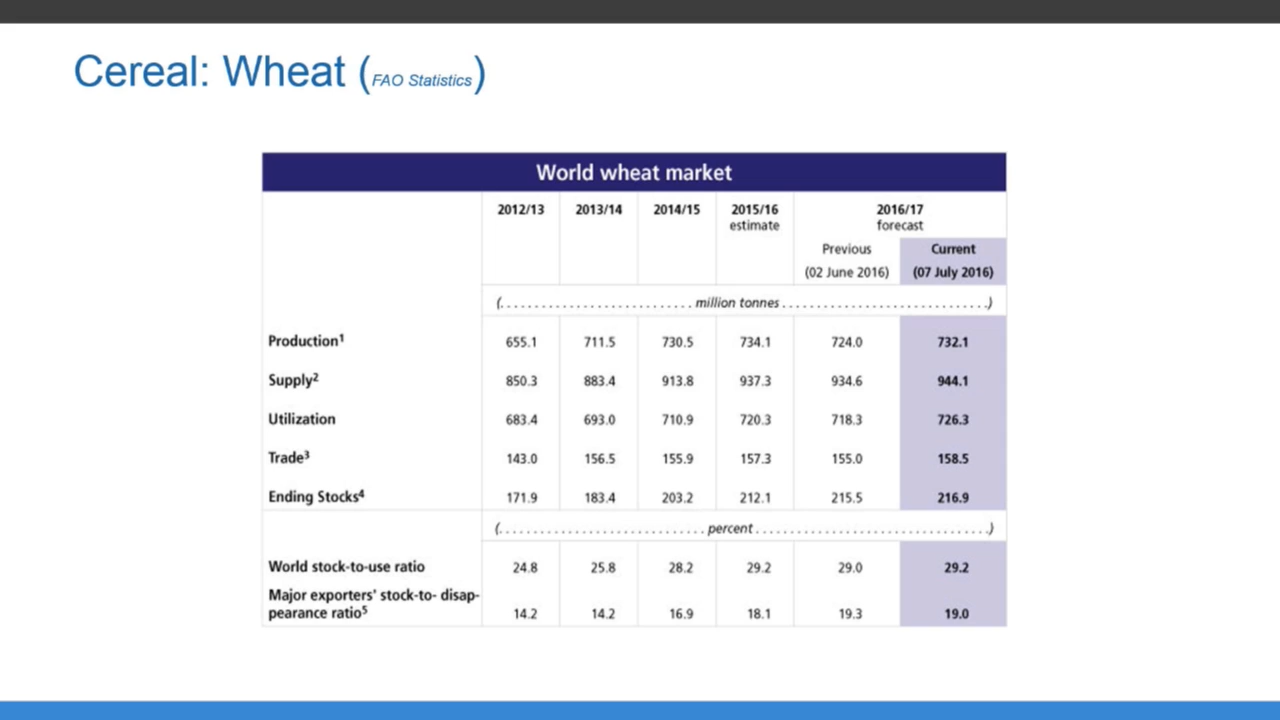 Cereal: Wheat (FAO Statistics)
World wheat market
2012/13 2013/14 2014/15 2015/16 2016/17
estimate forecast
Previous Current
(02 June 2016) (07 July 2016)
(. . . . . . . . . . . . . . . . . . . . . . . . . . . million tonnes . . . . . . . . . . . . . . . . . . . . . . . . . . . . .)
Production¹ 655.1 711.5 730.5 734.1 724.0 732.1
Supply² 850.3 883.4 913.8 937.3 934.6 944.1
Utilization 683.4 693.0 710.9 720.3 718.3 726.3
Trade³ 143.0 156.5 155.9 157.3 155.0 158.5
Ending Stocks⁴ 171.9 183.4 203.2 212.1 215.5 216.9
(. . . . . . . . . . . . . . . . . . . . . . . . . . . . . percent . . . . . . . . . . . . . . . . . . . . . . . . . . . . . . . . .)
World stock-to-use ratio 24.8 25.8 28.2 29.2 29.0 29.2
Major exporters' stock-to- disap-
pearance ratio⁵ 14.2 14.2 16.9 18.1 19.3 19.0